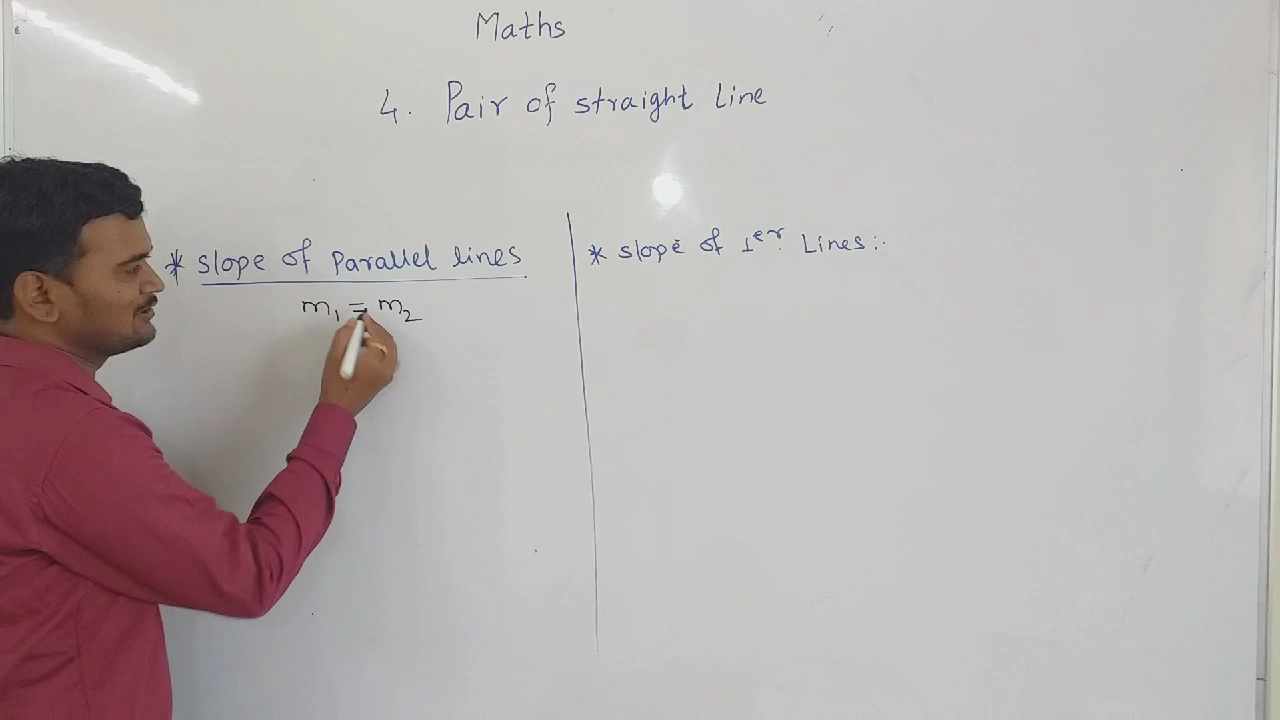 Maths
4. Pair of straight Line
* slope of Parallel lines
m₁ = m₂
* slope of ⊥er Lines :-